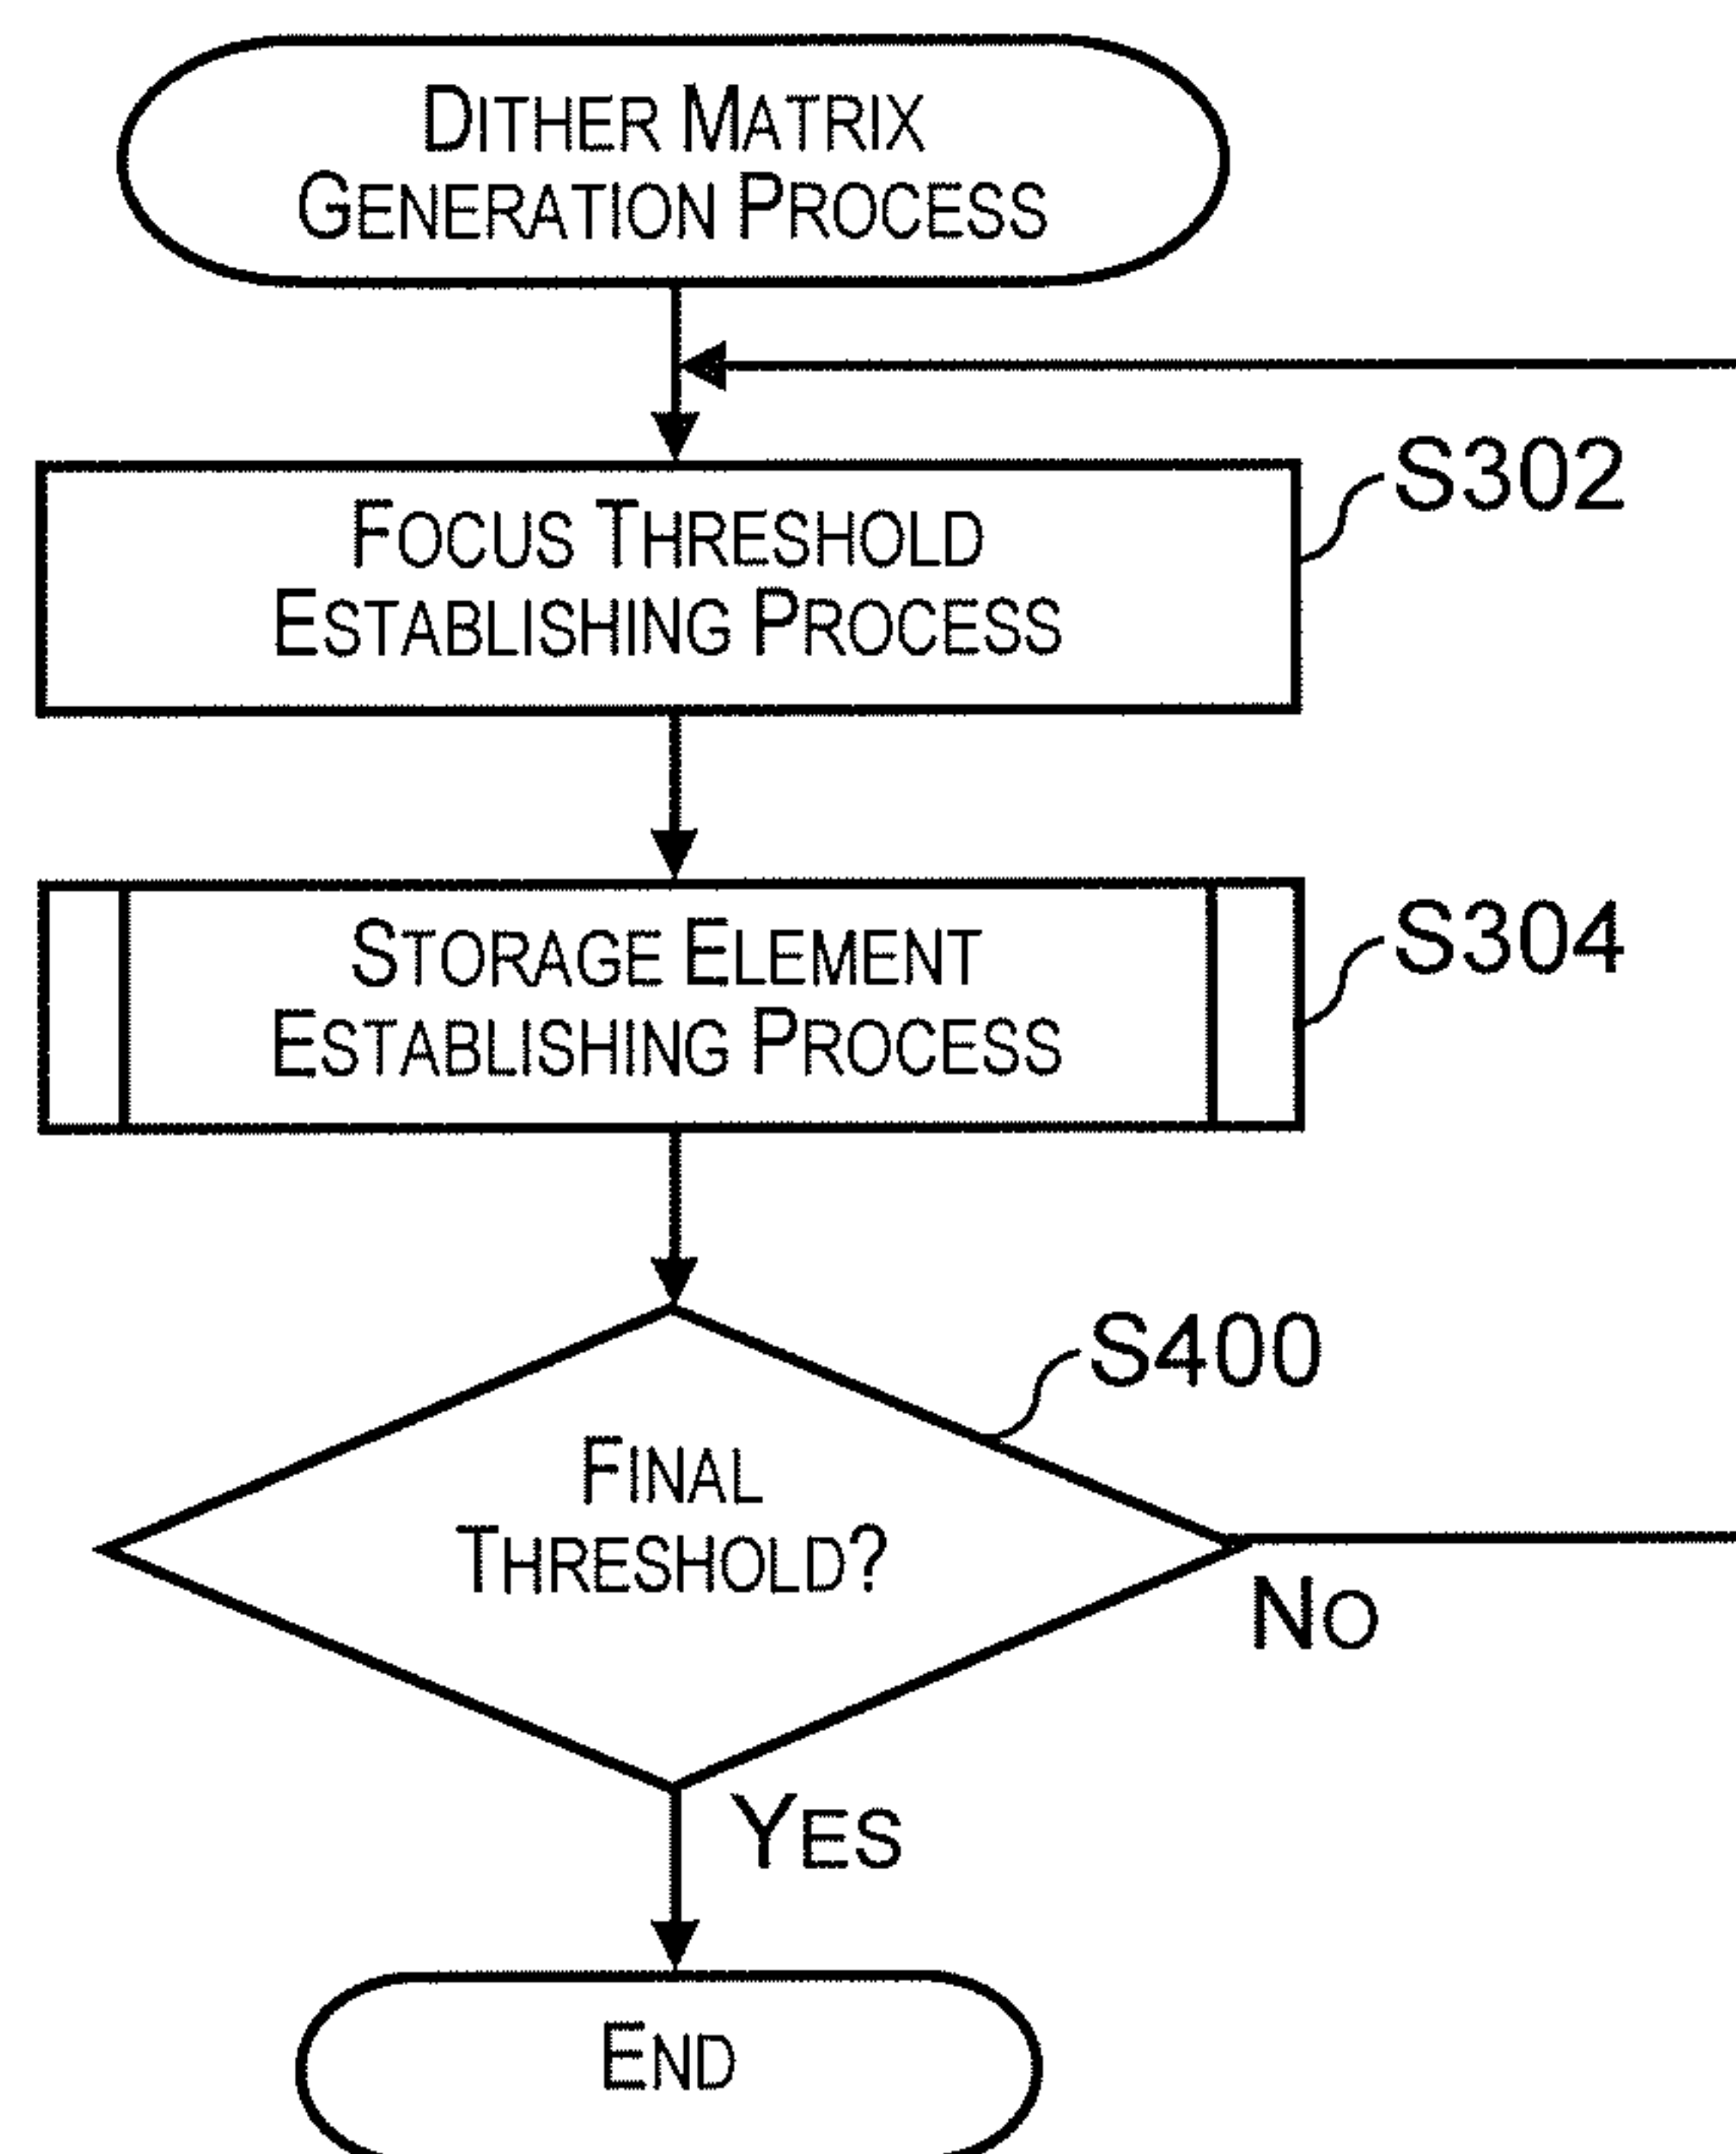 DITHER MATRIX
GENERATION PROCESS
S302
FOCUS THRESHOLD
ESTABLISHING PROCESS
S304
STORAGE ELEMENT
ESTABLISHING PROCESS
S400
FINAL
THRESHOLD?
NO
YES
END